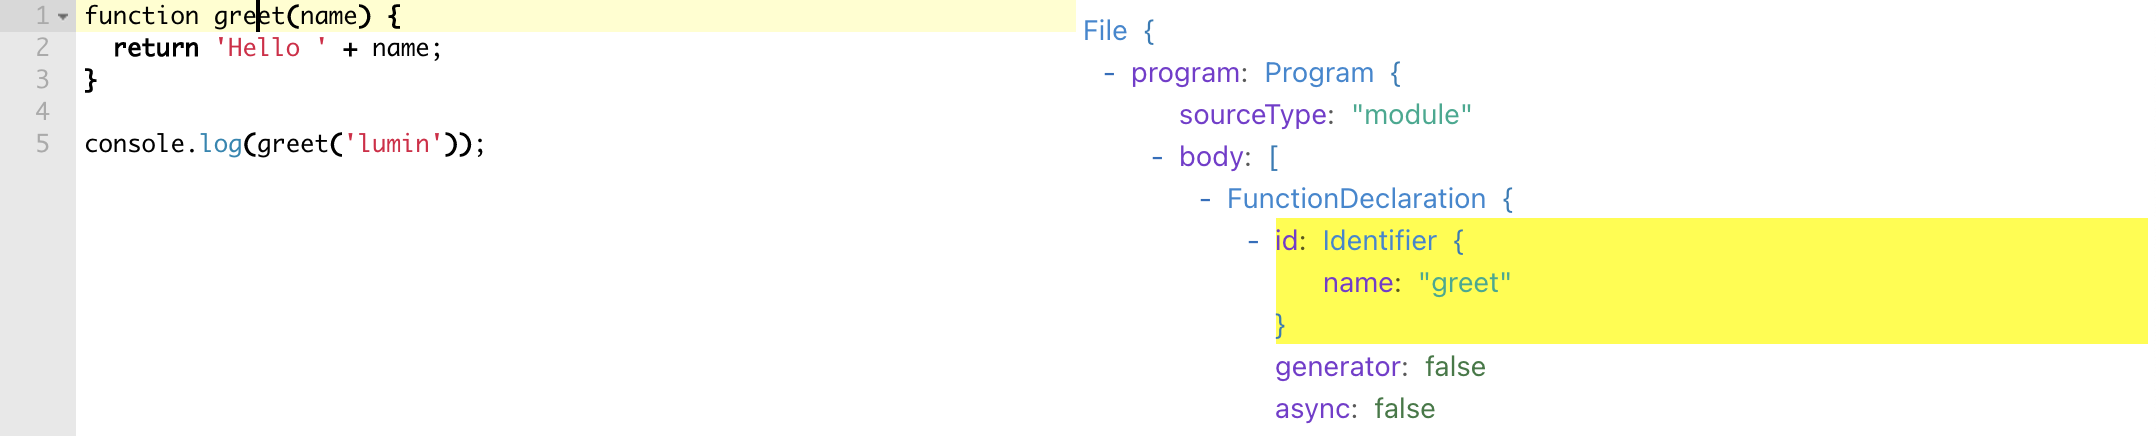 1 function greet(name) {
2 return 'Hello ' + name;
3 }
4
5 console.log(greet('lumin'));
File {
- program: Program {
sourceType: "module"
- body: [
- FunctionDeclaration {
- id: Identifier {
name: "greet"
}
generator: false
async: false